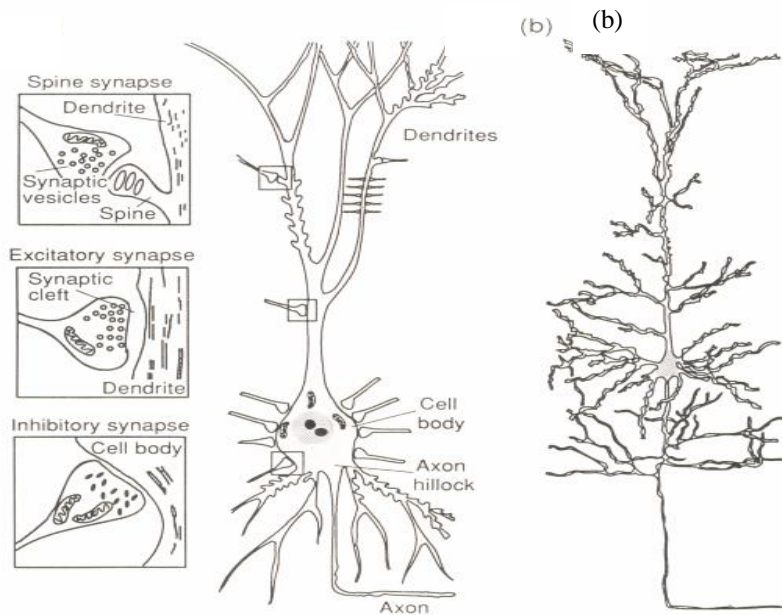 (b)
(b)
Spine synapse
Dendrite
Synaptic
vesicles
Spine
Excitatory synapse
Synaptic
cleft
Dendrite
Inhibitory synapse
Cell body
Dendrites
Cell
body
Axon
hillock
Axon